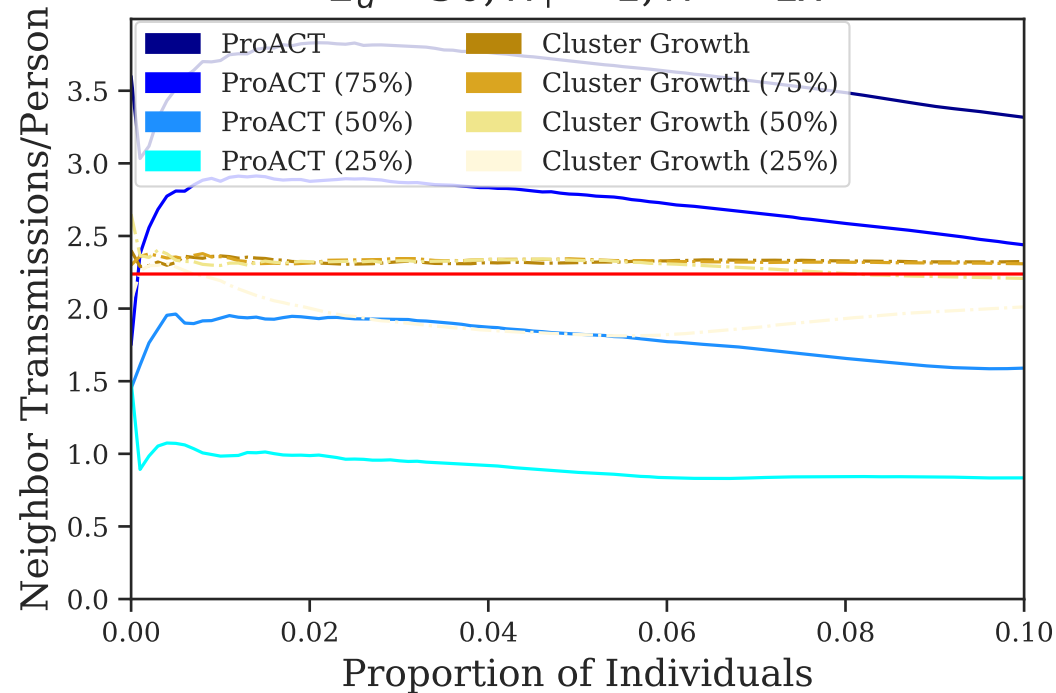 Neighbor Transmissions/Person
3.5
3.0
2.5
2.0
1.5
1.0
0.5
0.0
ProACT
ProACT (75%)
ProACT (50%)
ProACT (25%)
Cluster Growth
Cluster Growth (75%)
Cluster Growth (50%)
Cluster Growth (25%)
0.00 0.02 0.04 0.06 0.08 0.10
Proportion of Individuals